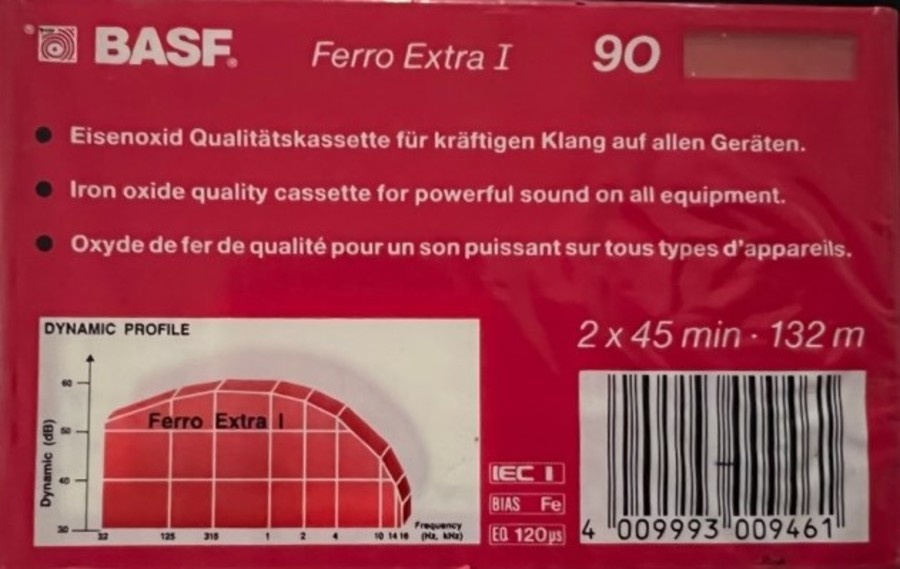 BASF® Ferro Extra I 90
• Eisenoxid Qualitätskassette für kräftigen Klang auf allen Geräten.
• Iron oxide quality cassette for powerful sound on all equipment.
• Oxyde de fer de qualité pour un son puissant sur tous types d'appareils.
DYNAMIC PROFILE
2 x 45 min · 132 m
Dynamic (dB)
60
50
40
30
Ferro Extra I
32 125 315 1 2 4 10 14 16
Frequency
(Hz, kHz)
IEC I
BIAS Fe
EQ 120µs
4 009993 009461